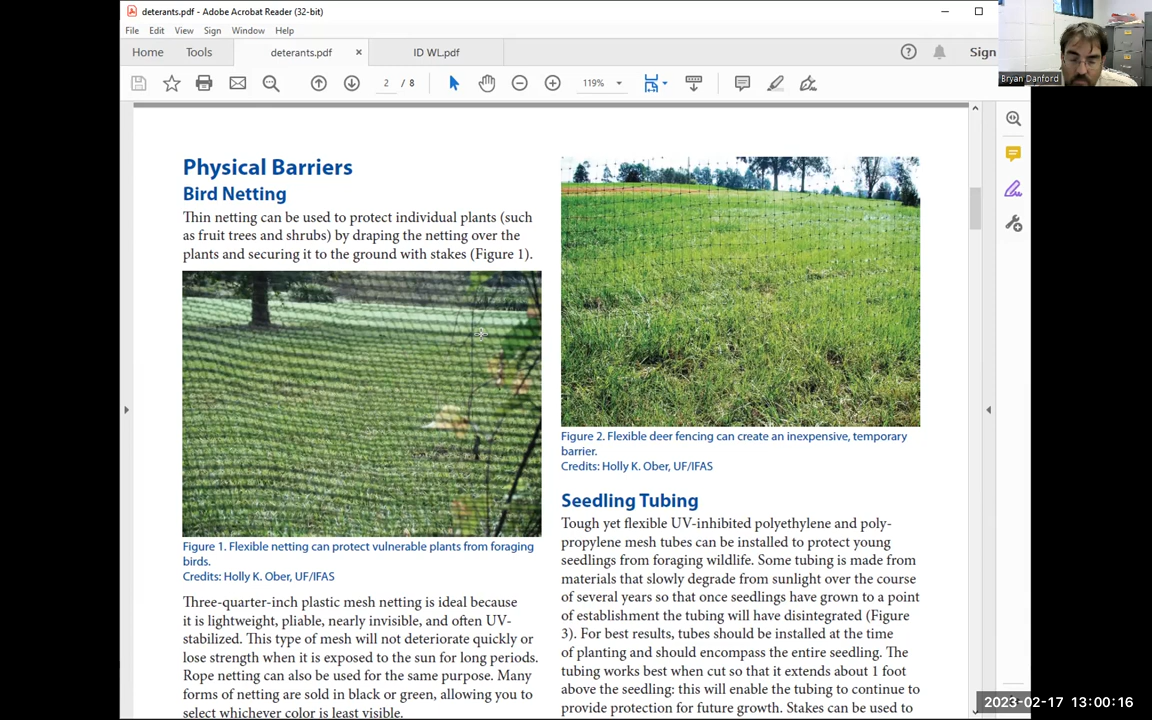 deterants.pdf - Adobe Acrobat Reader (32-bit)
File Edit View Sign Window Help
Home Tools deterants.pdf × ID WL.pdf Sign
2 / 8 119%
Bryan Danford
Physical Barriers
Bird Netting
Thin netting can be used to protect individual plants (such
as fruit trees and shrubs) by draping the netting over the
plants and securing it to the ground with stakes (Figure 1).
Figure 1. Flexible netting can protect vulnerable plants from foraging
birds.
Credits: Holly K. Ober, UF/IFAS
Three-quarter-inch plastic mesh netting is ideal because
it is lightweight, pliable, nearly invisible, and often UV-
stabilized. This type of mesh will not deteriorate quickly or
lose strength when it is exposed to the sun for long periods.
Rope netting can also be used for the same purpose. Many
forms of netting are sold in black or green, allowing you to
select whichever color is least visible.
Figure 2. Flexible deer fencing can create an inexpensive, temporary
barrier.
Credits: Holly K. Ober, UF/IFAS
Seedling Tubing
Tough yet flexible UV-inhibited polyethylene and poly-
propylene mesh tubes can be installed to protect young
seedlings from foraging wildlife. Some tubing is made from
materials that slowly degrade from sunlight over the course
of several years so that once seedlings have grown to a point
of establishment the tubing will have disintegrated (Figure
3). For best results, tubes should be installed at the time
of planting and should encompass the entire seedling. The
tubing works best when cut so that it extends about 1 foot
above the seedling: this will enable the tubing to continue to
provide protection for future growth. Stakes can be used to
2023-02-17 13:00:16